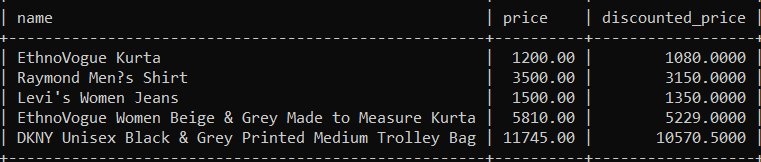 | name | price | discounted_price |
| EthnoVogue Kurta | 1200.00 | 1080.0000 |
| Raymond Men?s Shirt | 3500.00 | 3150.0000 |
| Levi's Women Jeans | 1500.00 | 1350.0000 |
| EthnoVogue Women Beige & Grey Made to Measure Kurta | 5810.00 | 5229.0000 |
| DKNY Unisex Black & Grey Printed Medium Trolley Bag | 11745.00 | 10570.5000 |